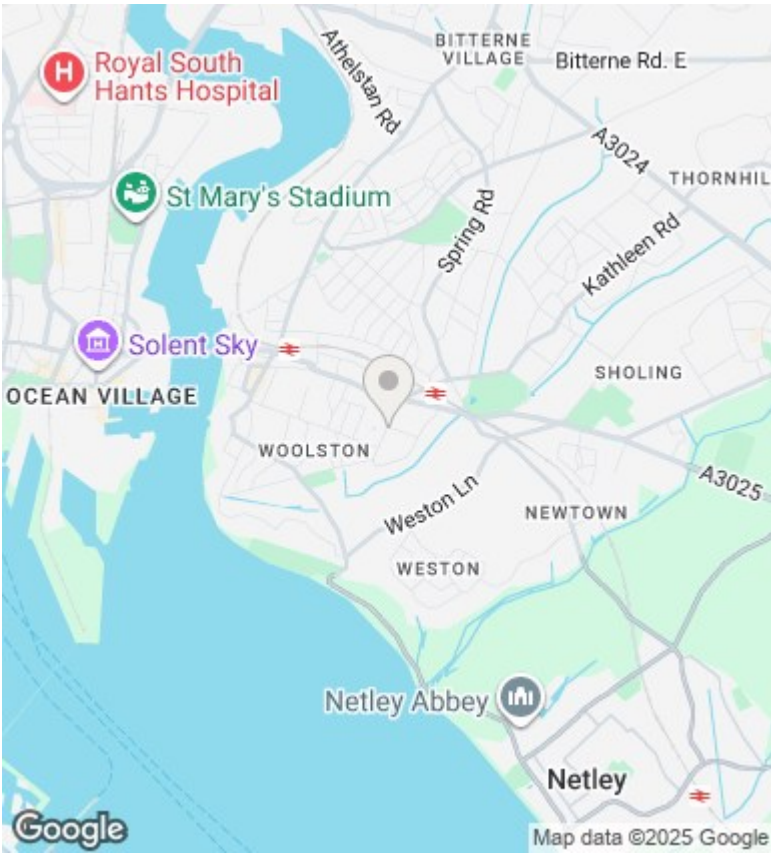 BITTERNE
VILLAGE
Bitterne Rd. E
Athelstan Rd
Royal South
Hants Hospital
A3024
THORNHIL
St Mary's Stadium
Spring Rd
Kathleen Rd
Solent Sky
SHOLING
OCEAN VILLAGE
WOOLSTON
A3025
Weston Ln
NEWTOWN
WESTON
Netley Abbey
Netley
Google
Map data ©2025 Google
H